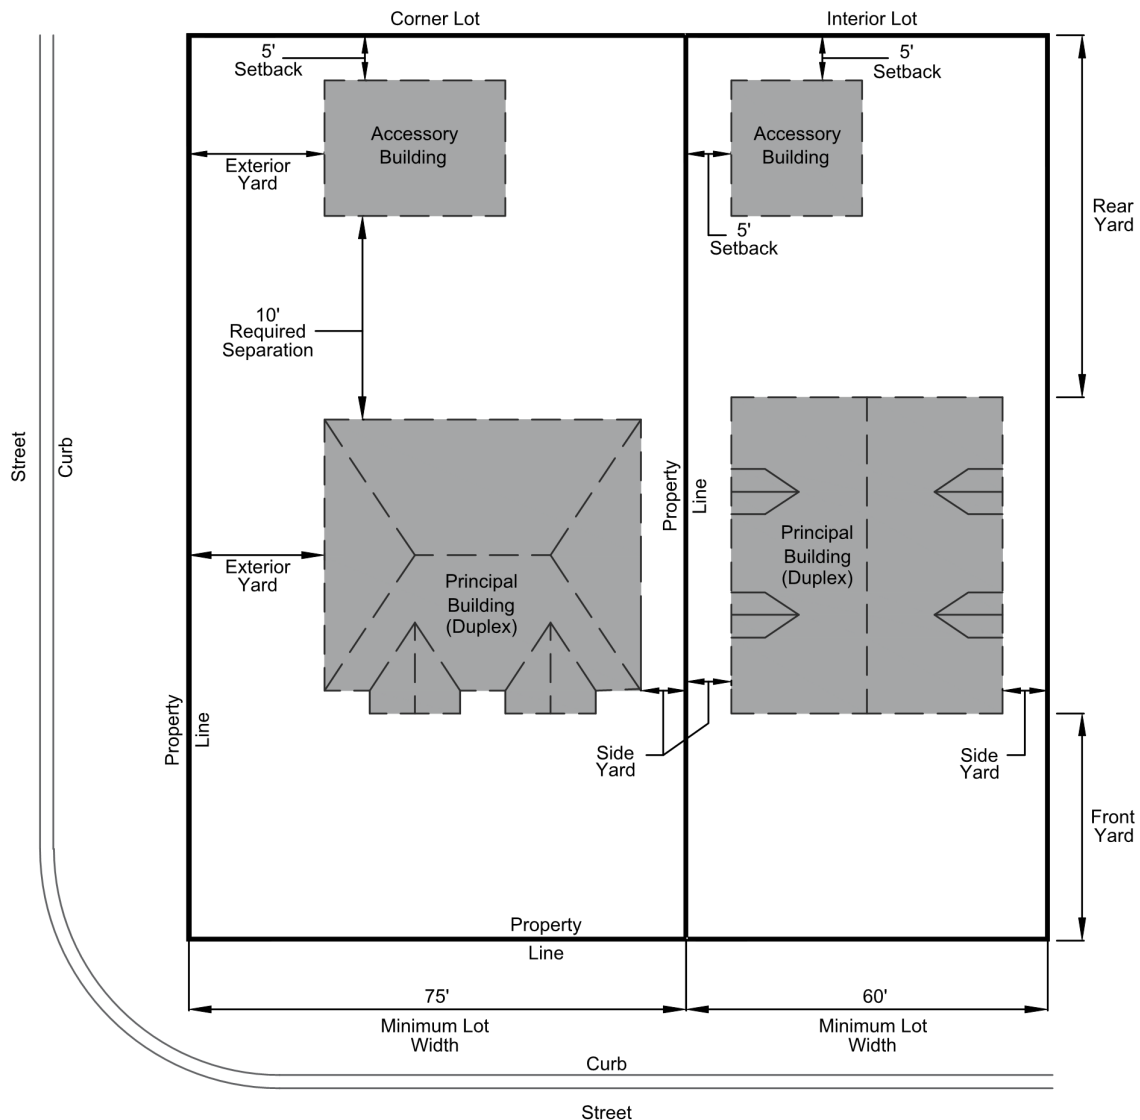 Corner Lot
Interior Lot
5'
Setback
5'
Setback
Accessory
Building
Accessory
Building
Exterior
Yard
5'
Setback
Rear
Yard
10'
Required
Separation
Street
Curb
Property
Line
Principal
Building
(Duplex)
Exterior
Yard
Principal
Building
(Duplex)
Property
Line
Side
Yard
Side
Yard
Front
Yard
Property
Line
75'
Minimum Lot
Width
60'
Minimum Lot
Width
Curb
Street